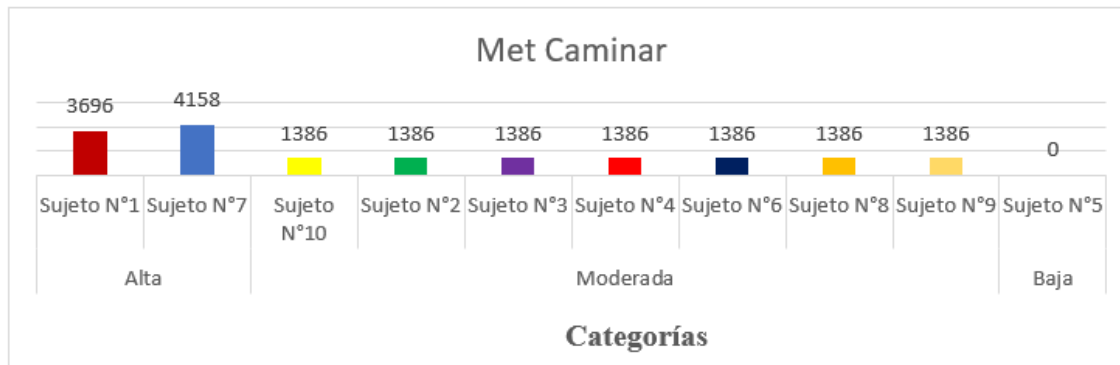 Met Caminar
3696 4158 1386 1386 1386 1386 1386 1386 1386 0
Sujeto N°1 Sujeto N°7 Sujeto N°10 Sujeto N°2 Sujeto N°3 Sujeto N°4 Sujeto N°6 Sujeto N°8 Sujeto N°9 Sujeto N°5
Alta Moderada Baja
Categorías